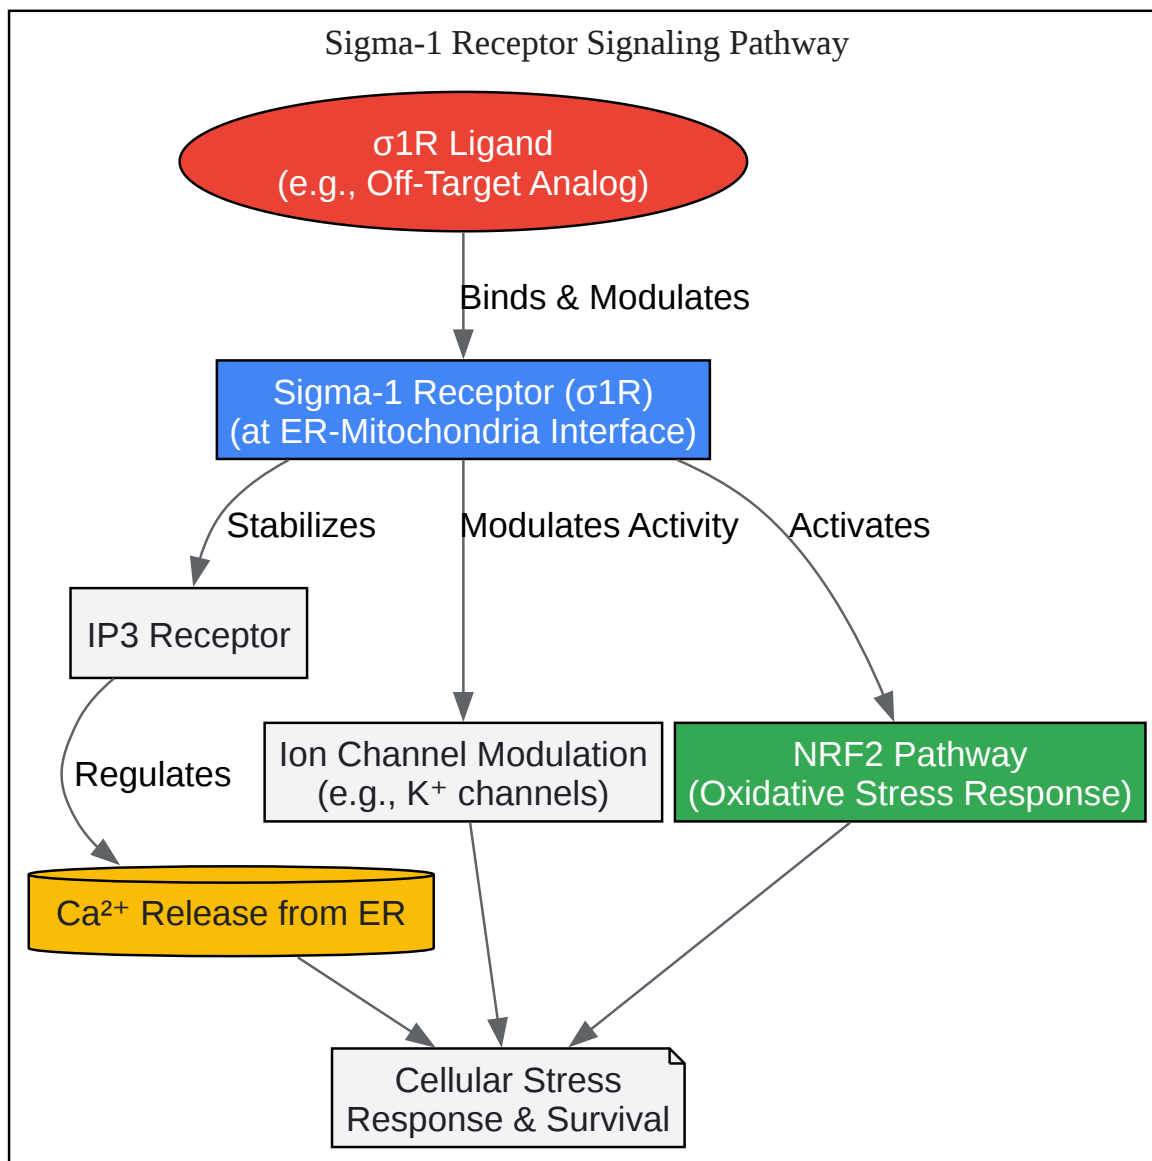 Sigma-1 Receptor Signaling Pathway
σ1R Ligand
(e.g., Off-Target Analog)
Binds & Modulates
Sigma-1 Receptor (σ1R)
(at ER-Mitochondria Interface)
Stabilizes
Modulates Activity
Activates
IP3 Receptor
Ion Channel Modulation
(e.g., K⁺ channels)
NRF2 Pathway
(Oxidative Stress Response)
Regulates
Ca²⁺ Release from ER
Cellular Stress
Response & Survival